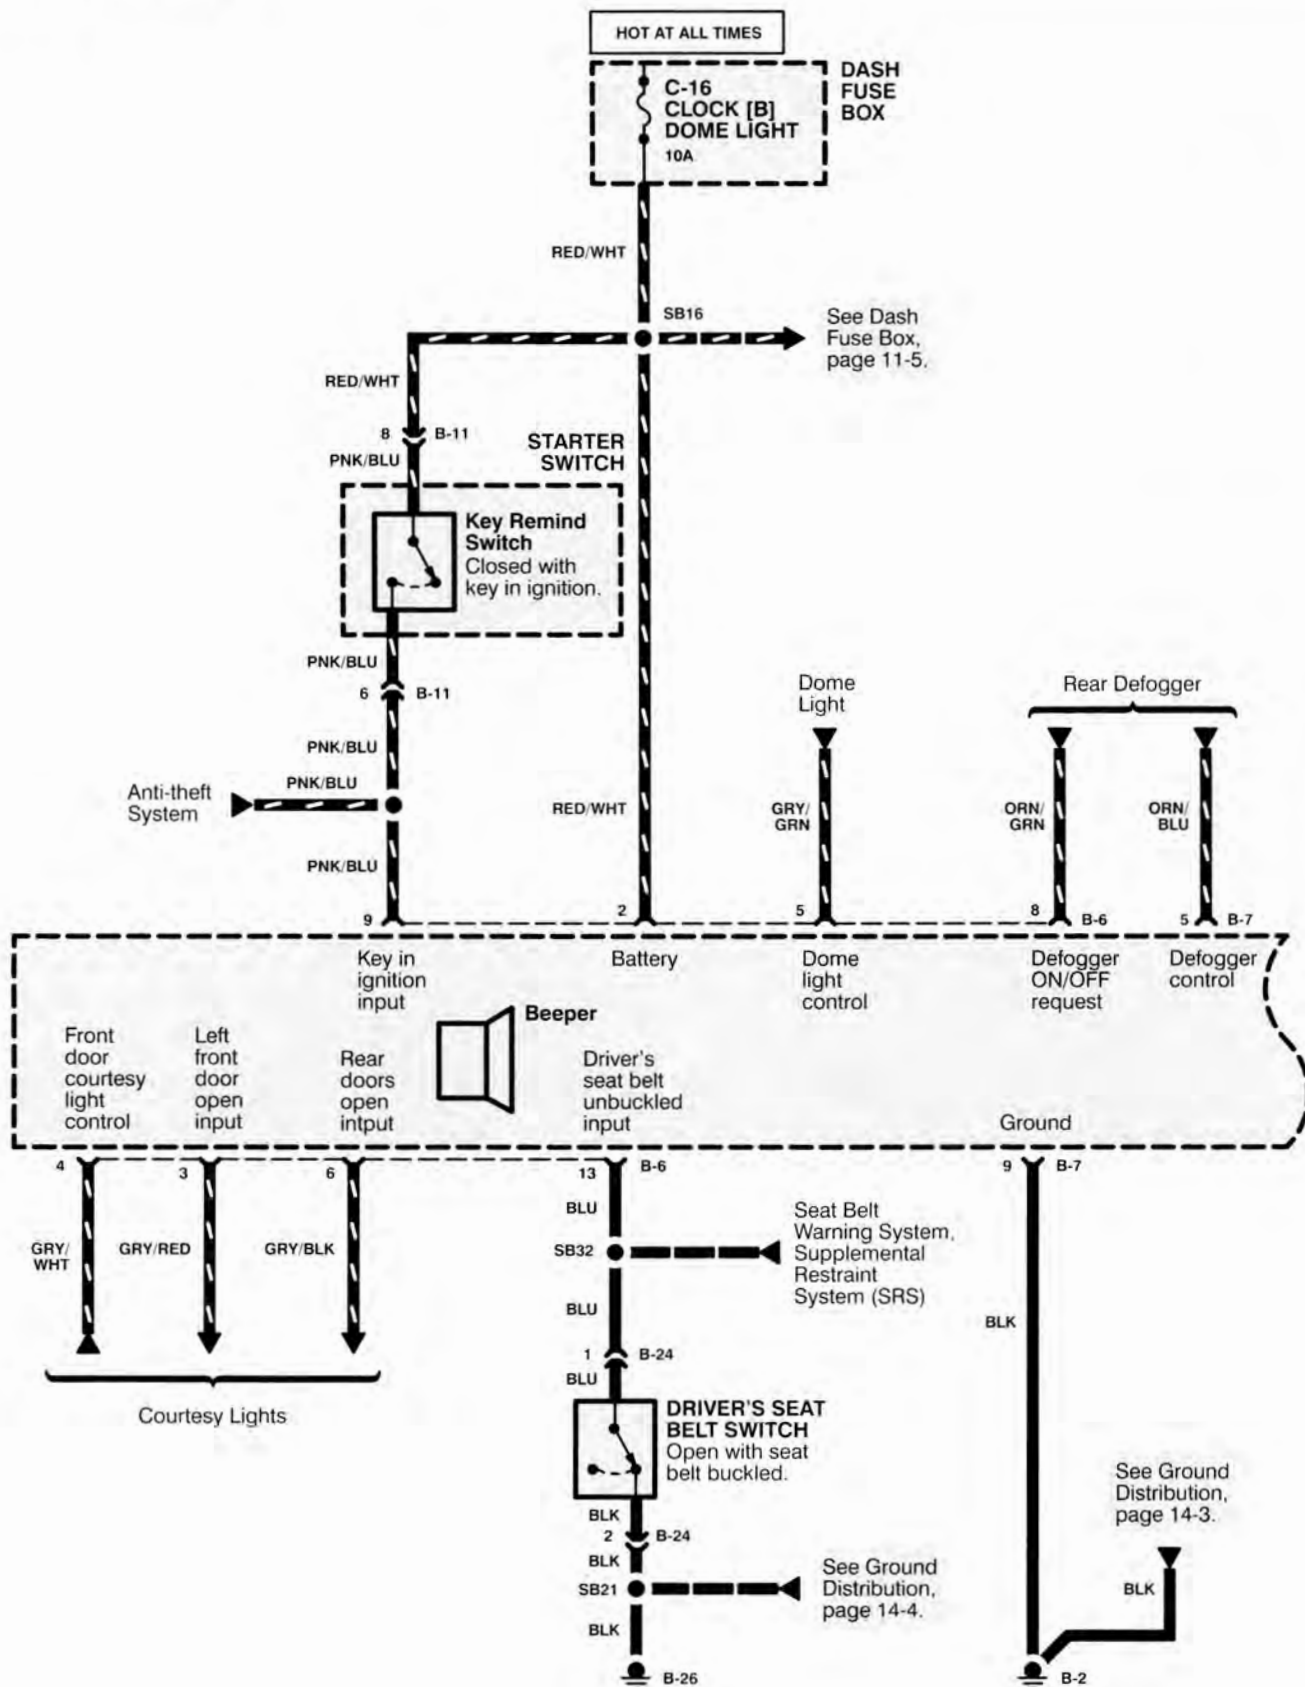 HOT AT ALL TIMES
C-16
CLOCK [B]
DOME LIGHT
10A
DASH
FUSE
BOX
RED/WHT
SB16
See Dash
Fuse Box,
page 11-5.
RED/WHT
8 B-11
PNK/BLU
STARTER
SWITCH
Key Remind
Switch
Closed with
key in ignition.
PNK/BLU
6 B-11
PNK/BLU
PNK/BLU
Anti-theft
System
PNK/BLU
RED/WHT
Dome
Light
GRY/
GRN
Rear Defogger
ORN/
GRN
ORN/
BLU
9
2
5
8 B-6
5 B-7
Key in
ignition
input
Battery
Dome
light
control
Defogger
ON/OFF
request
Defogger
control
Beeper
Front
door
courtesy
light
control
Left
front
door
open
input
Rear
doors
open
intput
Driver's
seat belt
unbuckled
input
Ground
4
3
6
13 B-6
9 B-7
GRY/
WHT
GRY/RED
GRY/BLK
Courtesy Lights
BLU
SB32
Seat Belt
Warning System,
Supplemental
Restraint
System (SRS)
BLU
1 B-24
BLU
DRIVER'S SEAT
BELT SWITCH
Open with seat
belt buckled.
BLK
2 B-24
BLK
SB21
See Ground
Distribution,
page 14-4.
BLK
B-26
BLK
See Ground
Distribution,
page 14-3.
BLK
B-2